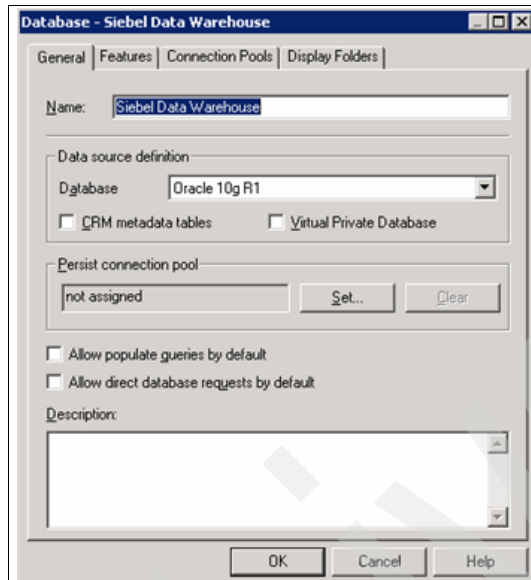 Database - Siebel Data Warehouse
General Features Connection Pools Display Folders
Name: Siebel Data Warehouse
Data source definition
Database Oracle 10g R1
CRM metadata tables Virtual Private Database
Persist connection pool
not assigned Set... Clear
Allow populate queries by default
Allow direct database requests by default
Description:
OK Cancel Help